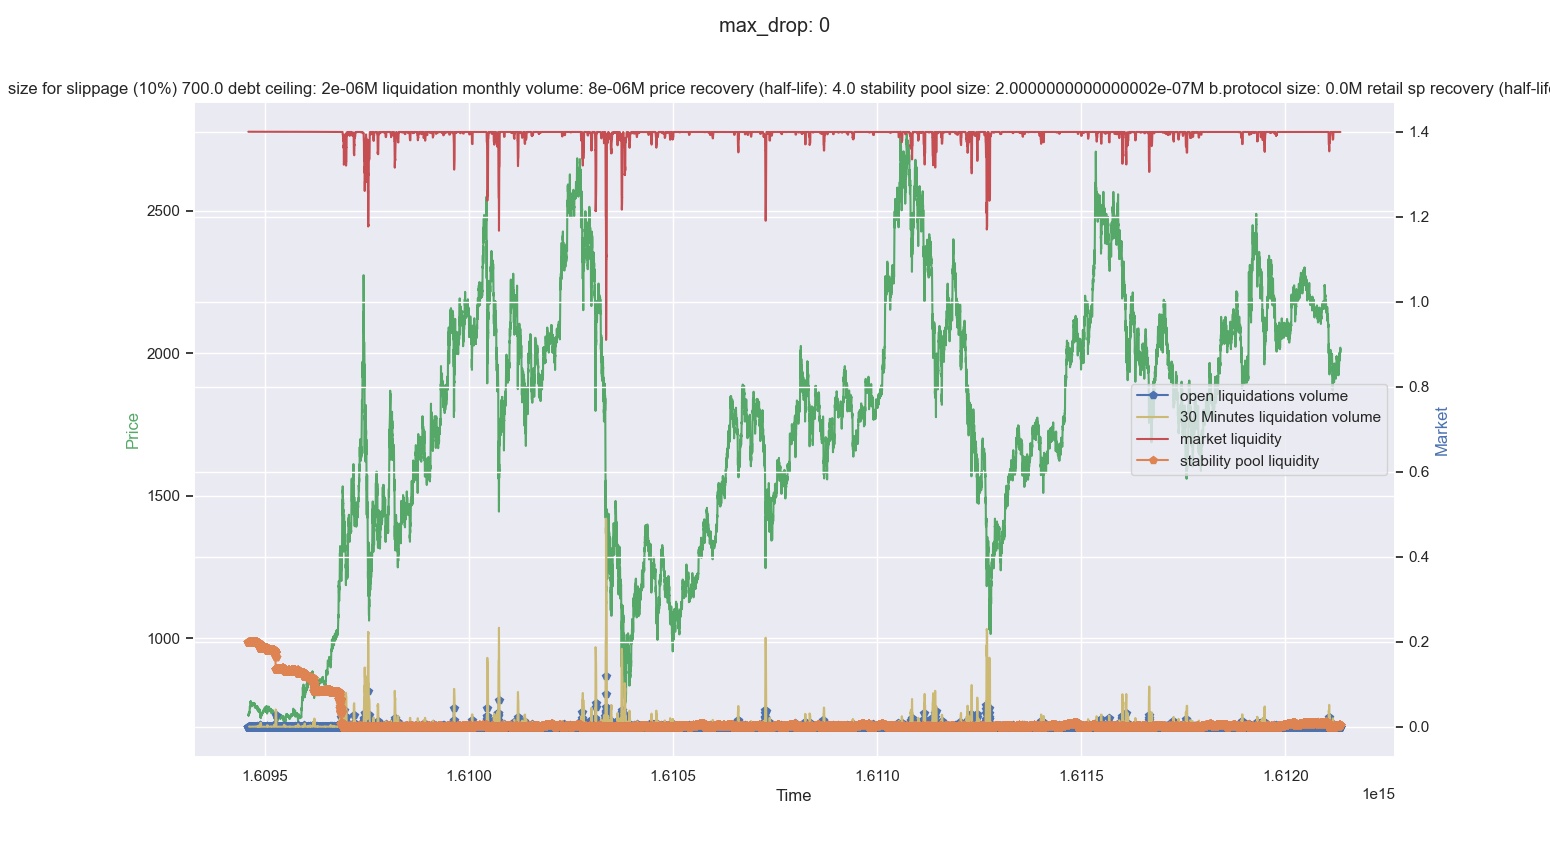 max_drop: 0
size for slippage (10%) 700.0 debt ceiling: 2e-06M liquidation monthly volume: 8e-06M price recovery (half-life): 4.0 stability pool size: 2.0000000000000002e-07M b.protocol size: 0.0M retail sp recovery (half-life
2500
2000
1500
1000
Price
1.4
1.2
1.0
0.8
0.6
0.4
0.2
0.0
Market
open liquidations volume
30 Minutes liquidation volume
market liquidity
stability pool liquidity
1.6095
1.6100
1.6105
1.6110
1.6115
1.6120
Time
1e15